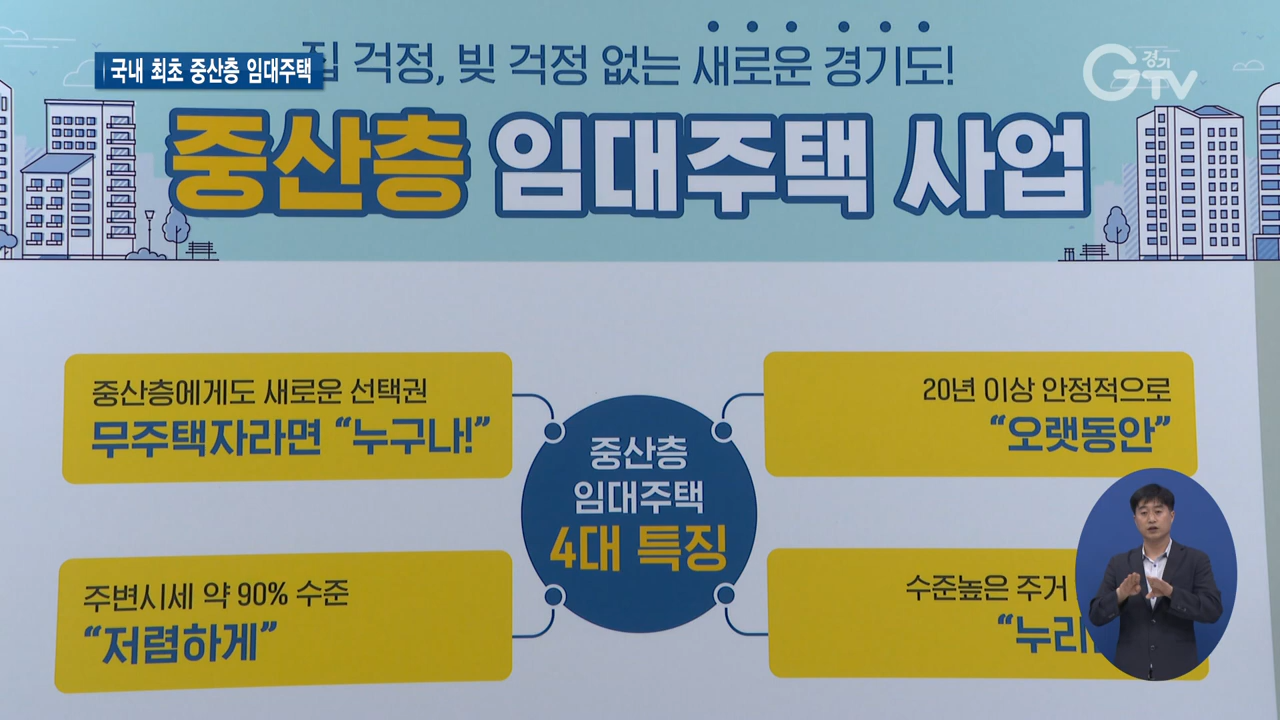 국내 최초 중산층 임대주택
걱정, 빚 걱정 없는 새로운 경기도!
경기
GTV
중산층 임대주택 사업
중산층에게도 새로운 선택권
무주택자라면 “누구나!”
20년 이상 안정적으로
“오랫동안”
중산층
임대주택
4대 특징
주변시세 약 90% 수준
“저렴하게”
수준높은 주거